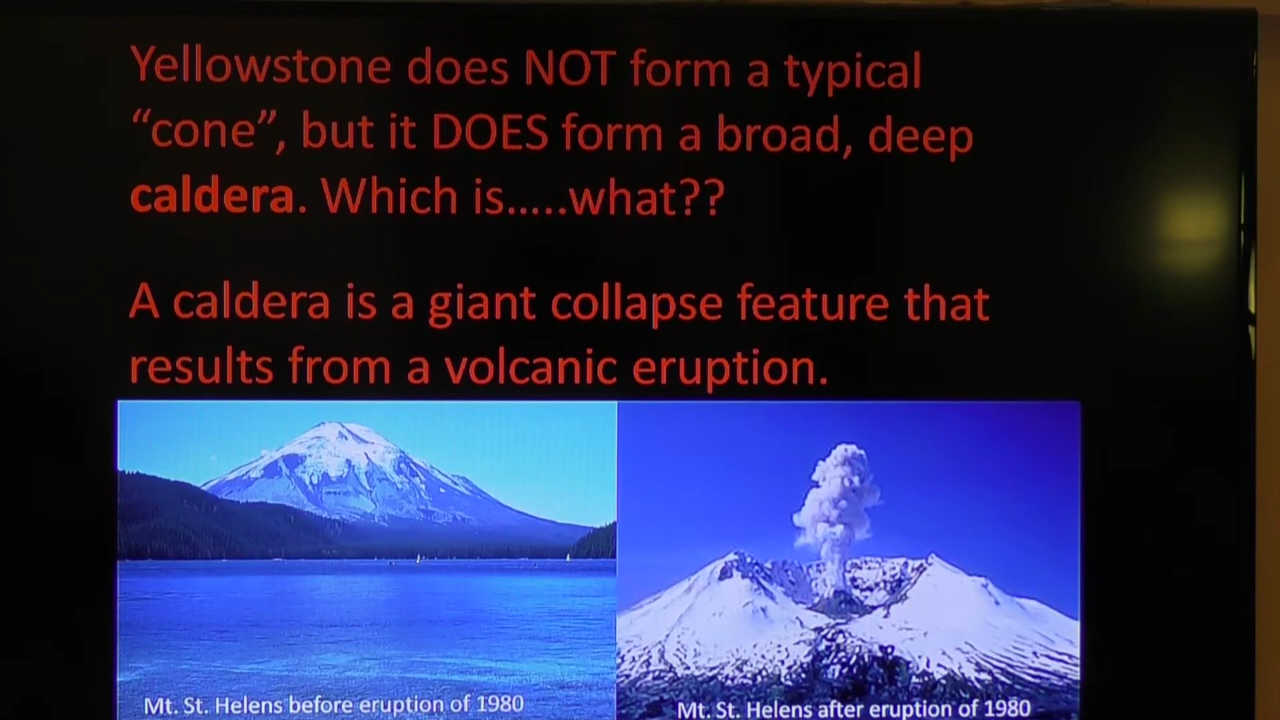 Yellowstone does NOT form a typical
“cone”, but it DOES form a broad, deep
caldera. Which is.....what??
A caldera is a giant collapse feature that
results from a volcanic eruption.
Mt. St. Helens before eruption of 1980
Mt. St. Helens after eruption of 1980